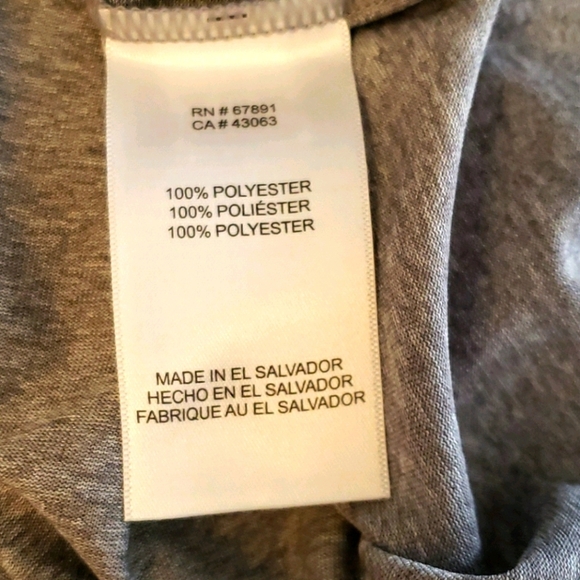 RN # 67891
CA # 43063
100% POLYESTER
100% POLIÉSTER
100% POLYESTER
MADE IN EL SALVADOR
HECHO EN EL SALVADOR
FABRIQUE AU EL SALVADOR